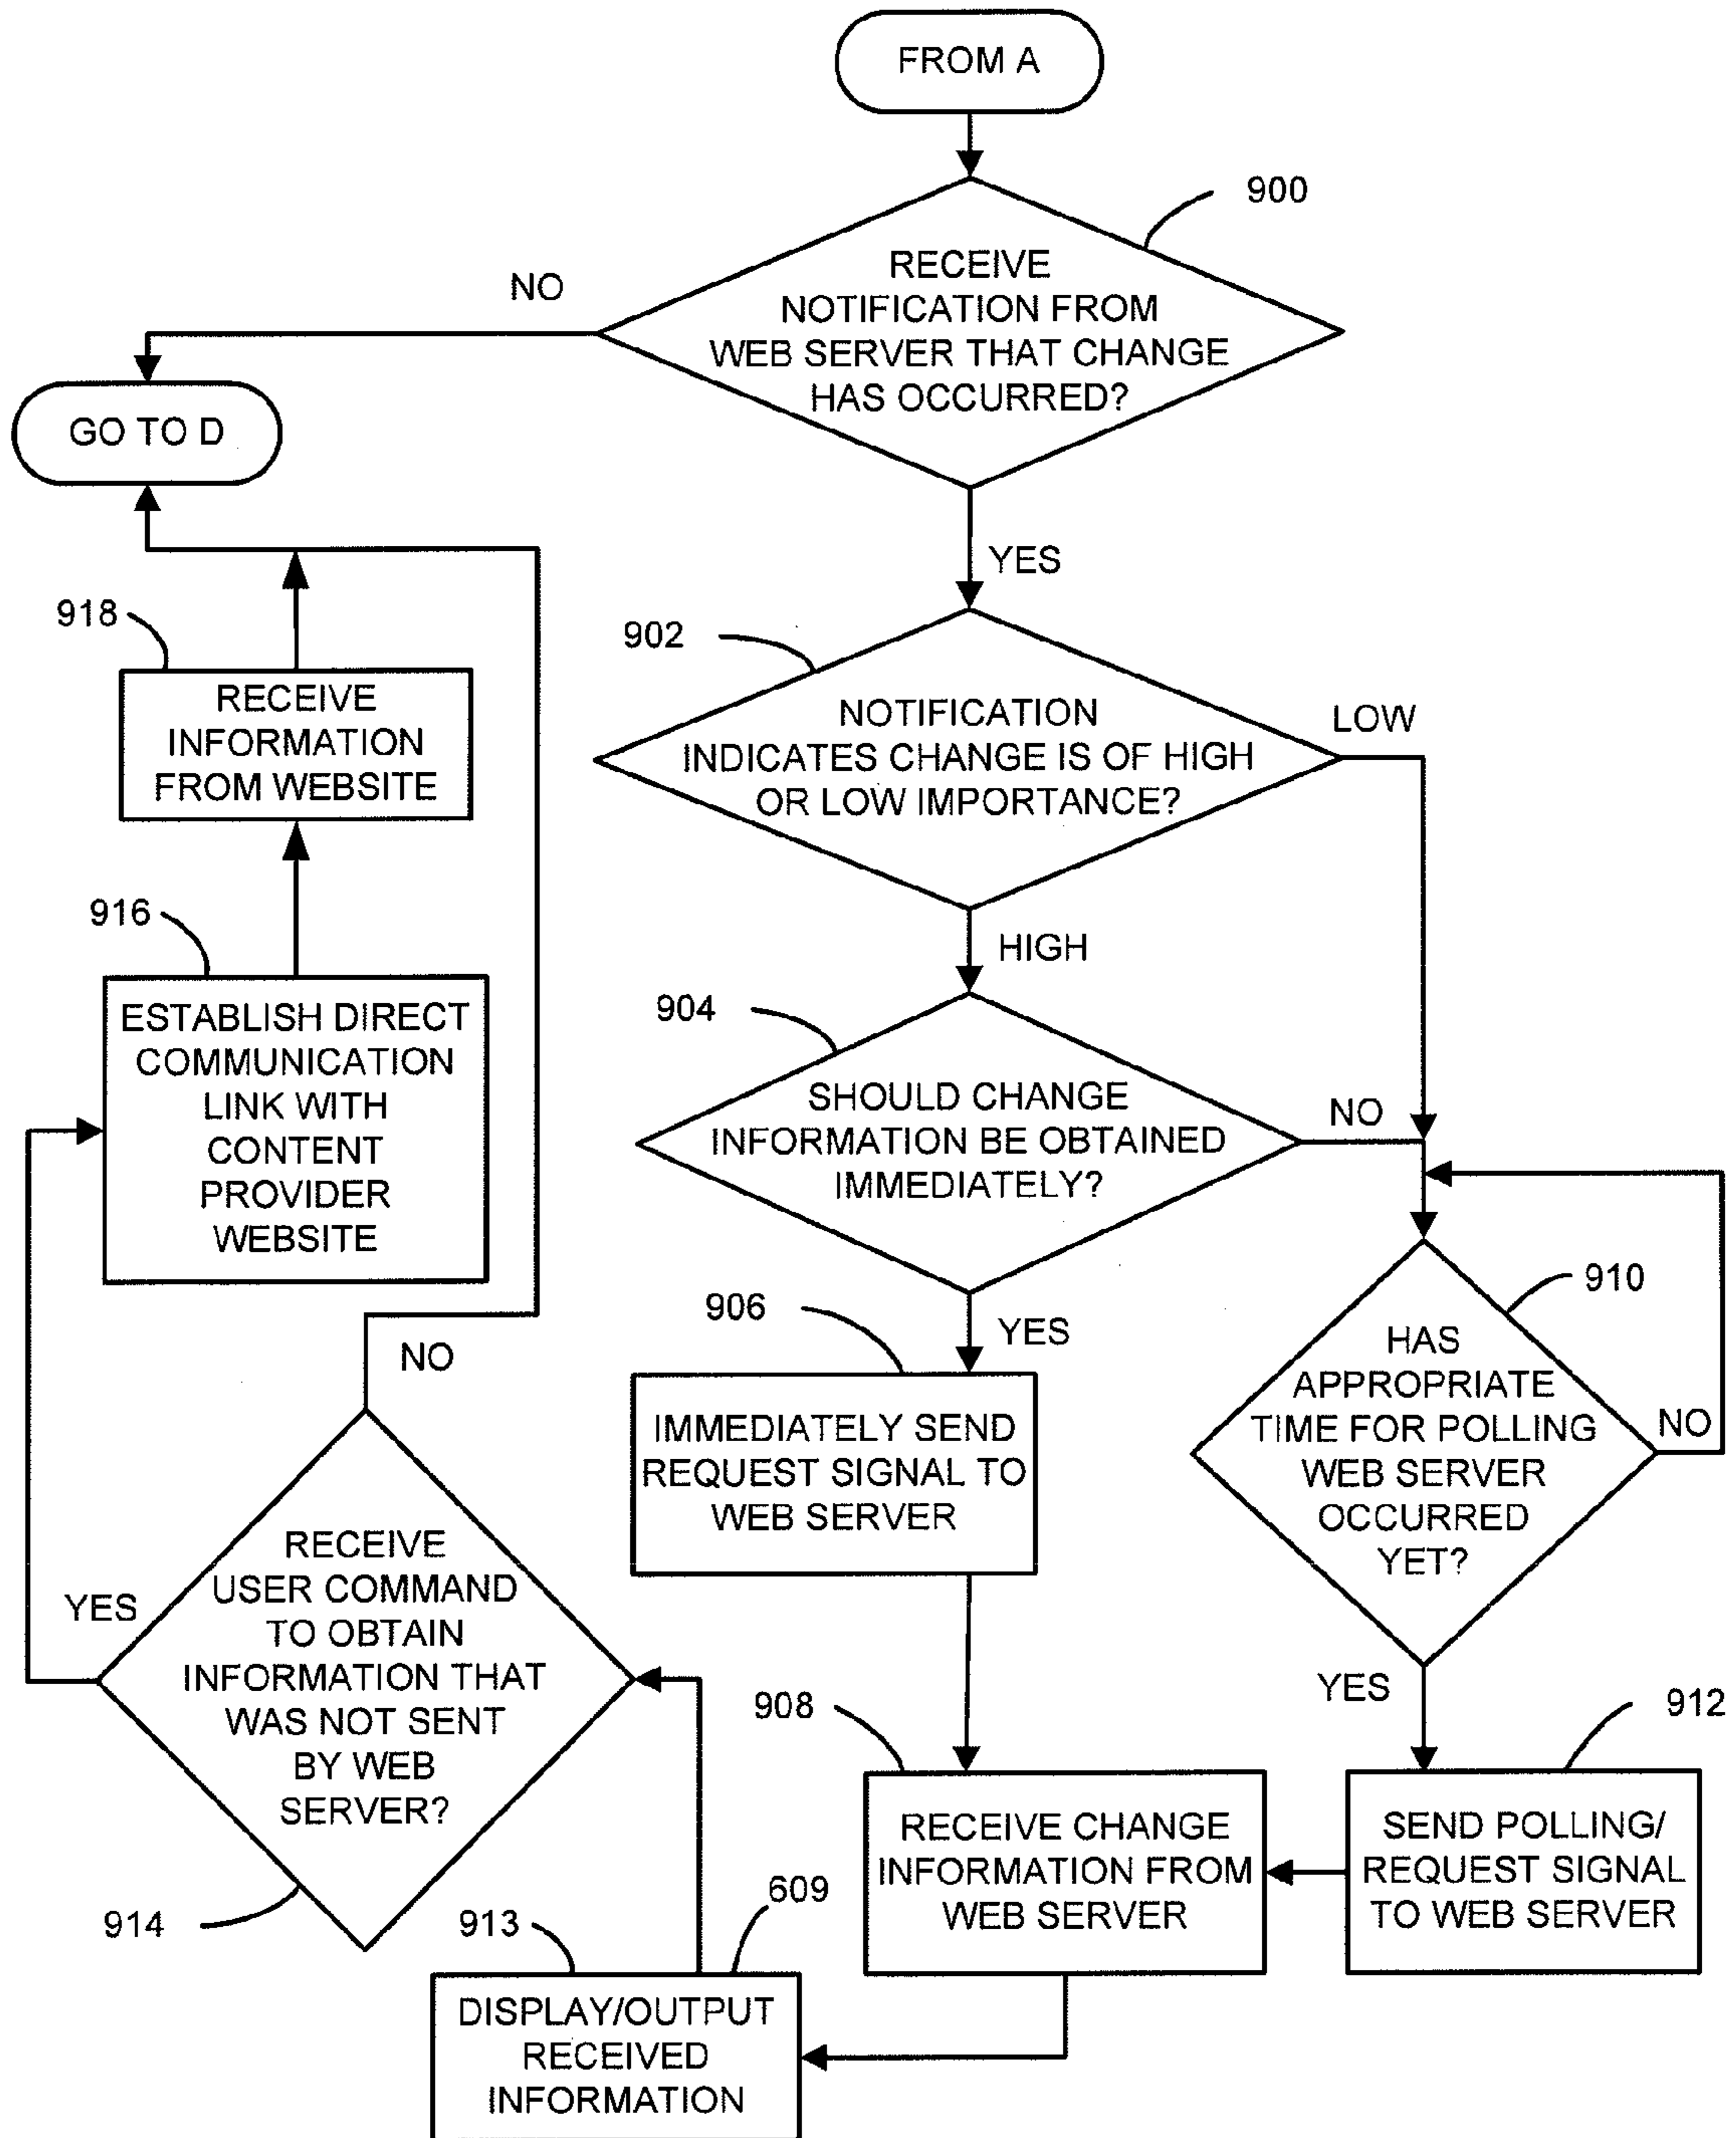 FROM A
900
RECEIVE
NOTIFICATION FROM
WEB SERVER THAT CHANGE
HAS OCCURRED?
NO
GO TO D
YES
918
RECEIVE
INFORMATION
FROM WEBSITE
902
NOTIFICATION
INDICATES CHANGE IS OF HIGH
OR LOW IMPORTANCE?
LOW
HIGH
916
ESTABLISH DIRECT
COMMUNICATION
LINK WITH
CONTENT
PROVIDER
WEBSITE
904
SHOULD CHANGE
INFORMATION BE OBTAINED
IMMEDIATELY?
NO
YES
906
IMMEDIATELY SEND
REQUEST SIGNAL TO
WEB SERVER
910
HAS
APPROPRIATE
TIME FOR POLLING
WEB SERVER
OCCURRED
YET?
NO
YES
NO
RECEIVE
USER COMMAND
TO OBTAIN
INFORMATION THAT
WAS NOT SENT
BY WEB
SERVER?
YES
914
908
RECEIVE CHANGE
INFORMATION FROM
WEB SERVER
912
SEND POLLING/
REQUEST SIGNAL
TO WEB SERVER
913
609
DISPLAY/OUTPUT
RECEIVED
INFORMATION